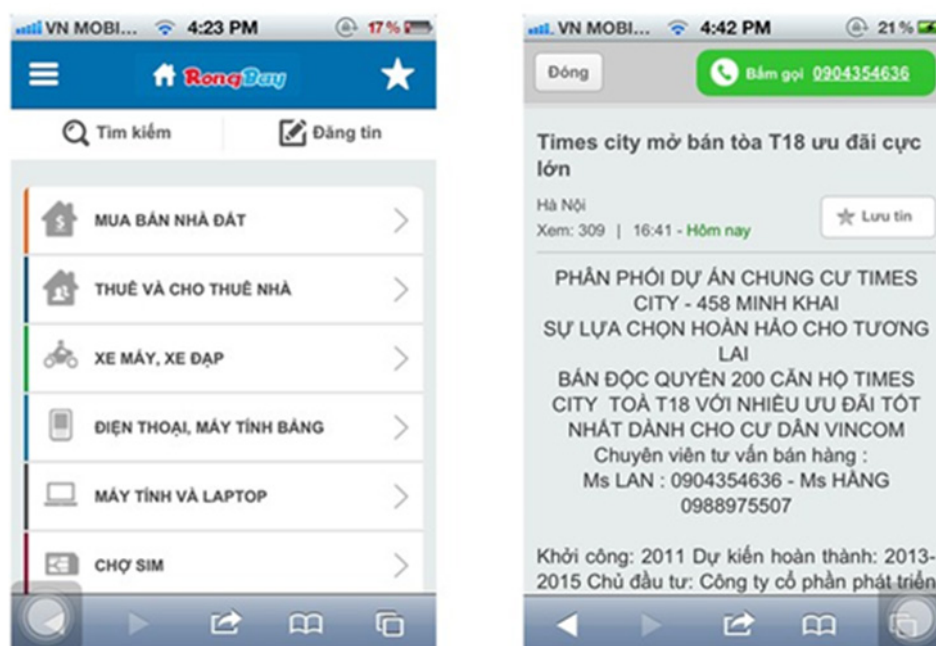 VN MOBI... 4:23 PM 17%
RongBay
Tìm kiếm Đăng tin
MUA BÁN NHÀ ĐẤT
THUÊ VÀ CHO THUÊ NHÀ
XE MÁY, XE ĐẠP
ĐIỆN THOẠI, MÁY TÍNH BẢNG
MÁY TÍNH VÀ LAPTOP
CHỢ SIM
VN MOBI... 4:42 PM 21%
Đóng Bấm gọi 0904354636
Times city mở bán tòa T18 ưu đãi cực
lớn
Hà Nội
Xem: 309 | 16:41 - Hôm nay
Lưu tin
PHÂN PHỐI DỰ ÁN CHUNG CƯ TIMES
CITY - 458 MINH KHAI
SỰ LỰA CHỌN HOÀN HẢO CHO TƯƠNG
LAI
BÁN ĐỘC QUYỀN 200 CĂN HỘ TIMES
CITY TOÀ T18 VỚI NHIỀU ƯU ĐÃI TỐT
NHẤT DÀNH CHO CƯ DÂN VINCOM
Chuyên viên tư vấn bán hàng :
Ms LAN : 0904354636 - Ms HẰNG
0988975507
Khởi công: 2011 Dự kiến hoàn thành: 2013-
2015 Chủ đầu tư: Công ty cổ phần phát triển